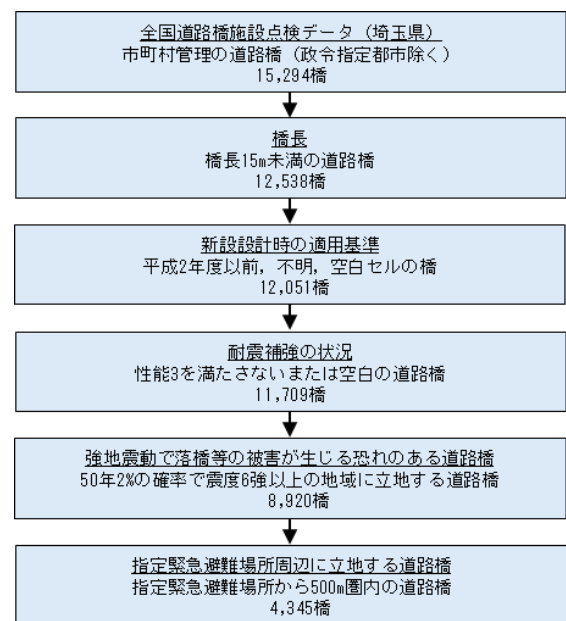 全国道路橋施設点検データ（埼玉県）
市町村管理の道路橋（政令指定都市除く）
15,294橋
橋長
橋長15m未満の道路橋
12,538橋
新設設計時の適用基準
平成2年度以前，不明，空白セルの橋
12,051橋
耐震補強の状況
性能3を満たさないまたは空白の道路橋
11,709橋
強地震動で落橋等の被害が生じる恐れのある道路橋
50年2%の確率で震度6強以上の地域に立地する道路橋
8,920橋
指定緊急避難場所周辺に立地する道路橋
指定緊急避難場所から500m圏内の道路橋
4,345橋